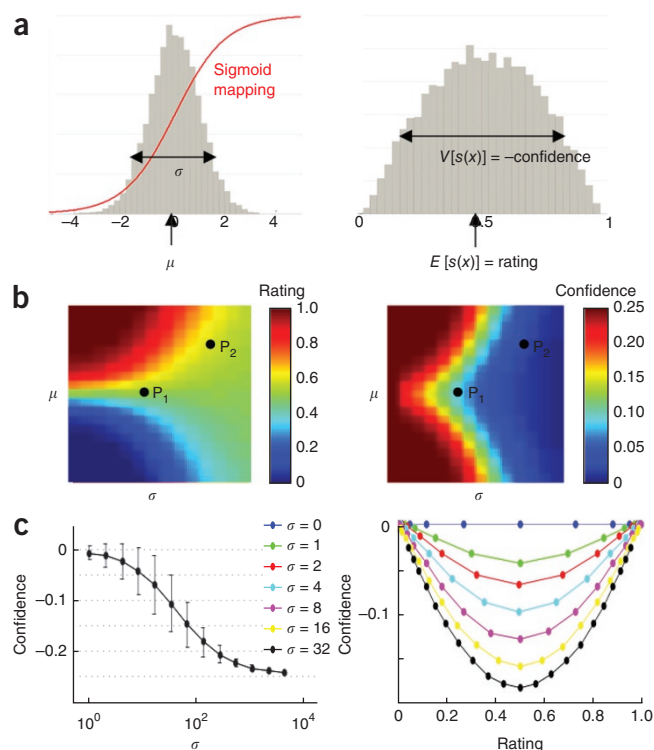 a
Sigmoid
mapping
σ
−4 −2 0 2 4
μ
V[s(x)] = −confidence
0 0.5 1
E [s(x)] = rating
b
Rating
1.0
0.8
0.6
0.4
0.2
0
μ
P1
P2
σ
Confidence
0.25
0.20
0.15
0.10
0.05
0
μ
P1
P2
σ
c
Confidence
0
−0.1
−0.2
10^0 10^2 10^4
σ
σ = 0
σ = 1
σ = 2
σ = 4
σ = 8
σ = 16
σ = 32
Confidence
0
−0.1
0 0.2 0.4 0.6 0.8 1.0
Rating